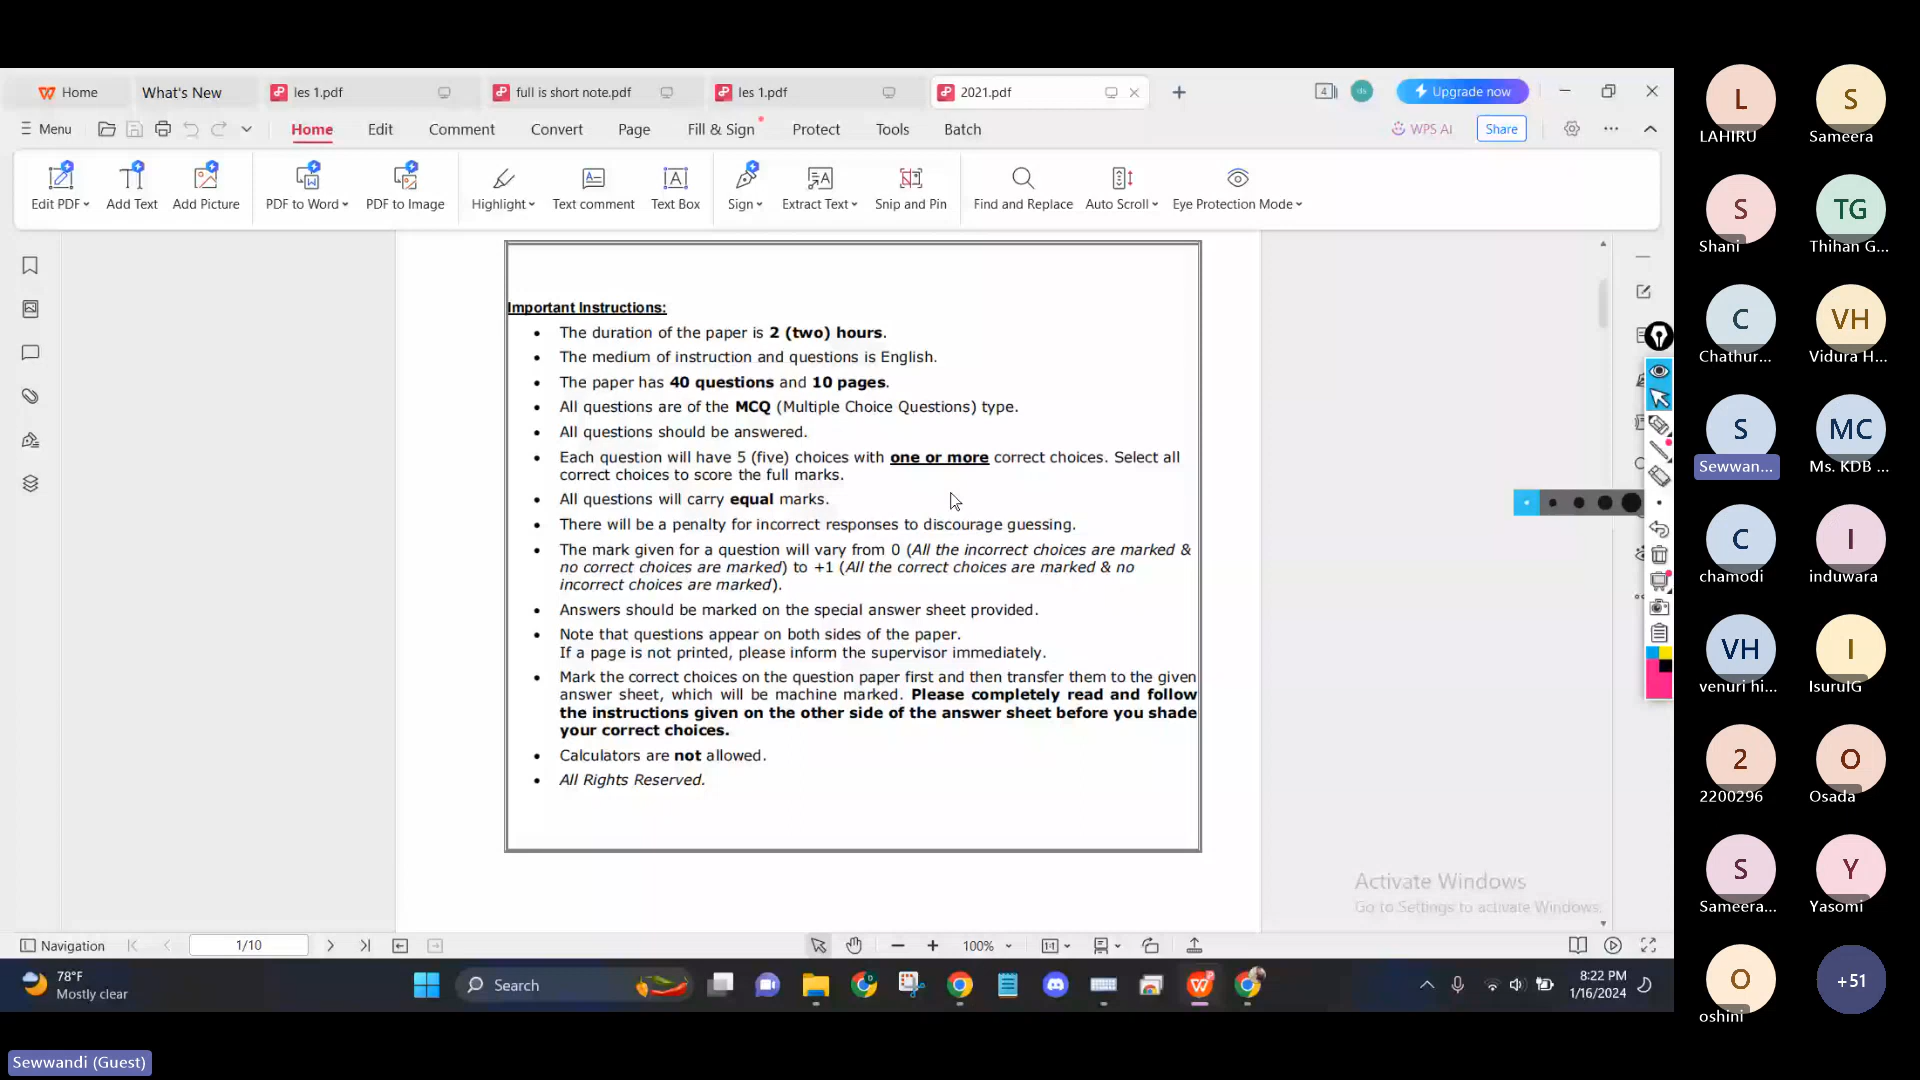 Home
What's New
les 1.pdf
full is short note.pdf
les 1.pdf
2021.pdf
4
Upgrade now
Menu
Home
Edit
Comment
Convert
Page
Fill & Sign
Protect
Tools
Batch
WPS AI
Share
Edit PDF
Add Text
Add Picture
PDF to Word
PDF to Image
Highlight
Text comment
Text Box
Sign
Extract Text
Snip and Pin
Find and Replace
Auto Scroll
Eye Protection Mode
Important Instructions:
• The duration of the paper is 2 (two) hours.
• The medium of instruction and questions is English.
• The paper has 40 questions and 10 pages.
• All questions are of the MCQ (Multiple Choice Questions) type.
• All questions should be answered.
• Each question will have 5 (five) choices with one or more correct choices. Select all
correct choices to score the full marks.
• All questions will carry equal marks.
• There will be a penalty for incorrect responses to discourage guessing.
• The mark given for a question will vary from 0 (All the incorrect choices are marked &
no correct choices are marked) to +1 (All the correct choices are marked & no
incorrect choices are marked).
• Answers should be marked on the special answer sheet provided.
• Note that questions appear on both sides of the paper.
If a page is not printed, please inform the supervisor immediately.
• Mark the correct choices on the question paper first and then transfer them to the given
answer sheet, which will be machine marked. Please completely read and follow
the instructions given on the other side of the answer sheet before you shade
your correct choices.
• Calculators are not allowed.
• All Rights Reserved.
Activate Windows
Go to Settings to activate Windows.
Navigation
1/10
100%
78°F
Mostly clear
Search
8:22 PM
1/16/2024
L
LAHIRU
S
Sameera
S
Shani
TG
Thihan G...
C
Chathur...
VH
Vidura H...
S
Sewwan...
MC
Ms. KDB ...
C
chamodi
I
induwara
VH
venuri hi...
I
IsuruIG
2
2200296
O
Osada
S
Sameera...
Y
Yasomi
O
oshini
+51
Sewwandi (Guest)